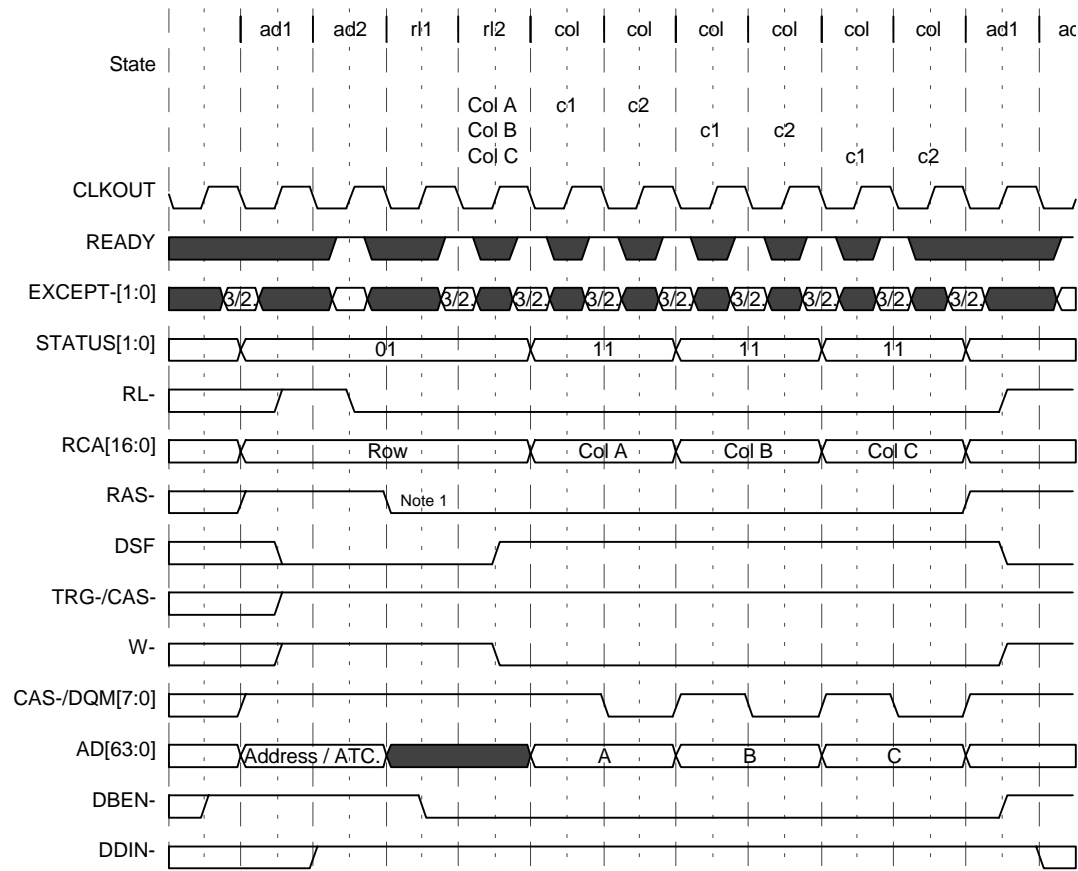 ad1 ad2 rl1 rl2 col col col col col col ad1
State
Col A c1 c2
Col B c1 c2
Col C c1 c2
CLKOUT
READY
EXCEPT-[1:0] 3/2. 3/2. 3/2. 3/2. 3/2. 3/2. 3/2. 3/2. 3/2.
STATUS[1:0] 01 11 11 11
RL-
RCA[16:0] Row Col A Col B Col C
RAS- Note 1
DSF
TRG-/CAS-
W-
CAS-/DQM[7:0]
AD[63:0] Address / ATC. A B C
DBEN-
DDIN-